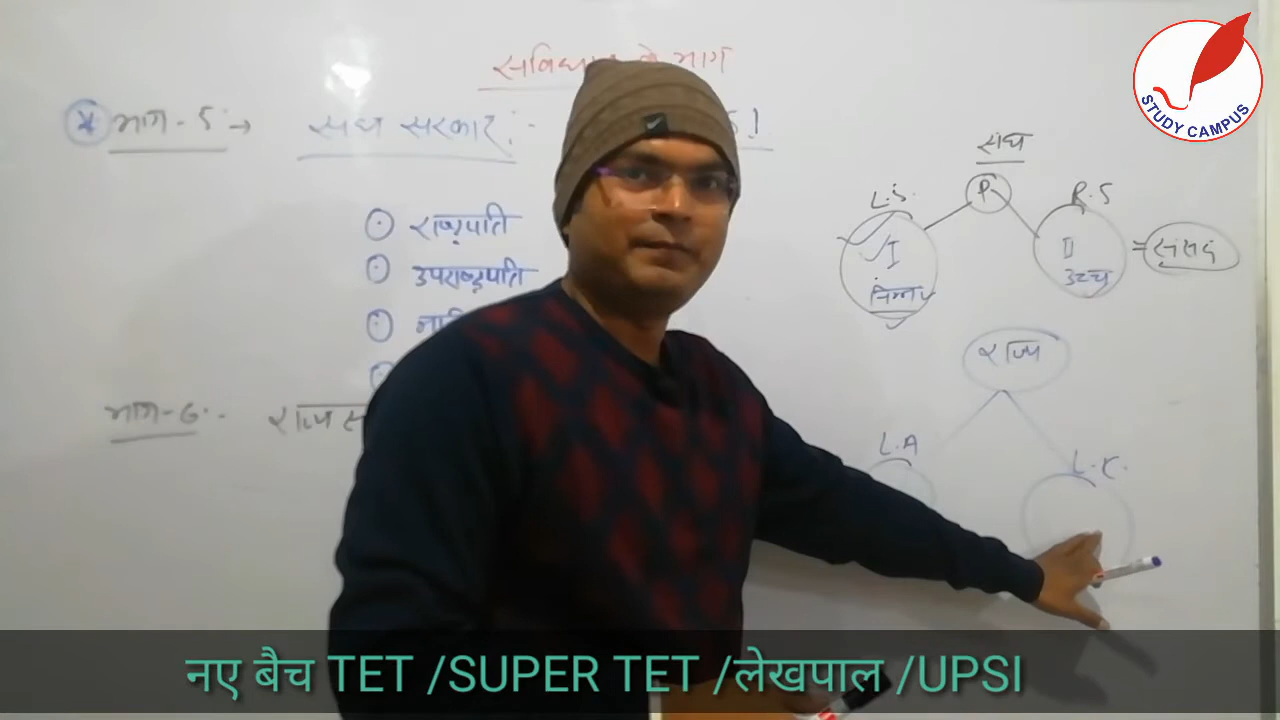 भाग
भाग - 5 :→ संघ सरकार :-
राष्ट्रपति
उपराष्ट्रपति
भाग-6 :-
संघ
L.S. P R.S
I II = संसद
निम्न उच्च
राज्य
L.A L.C.
STUDY CAMPUS
नए बैच TET /SUPER TET /लेखपाल /UPSI